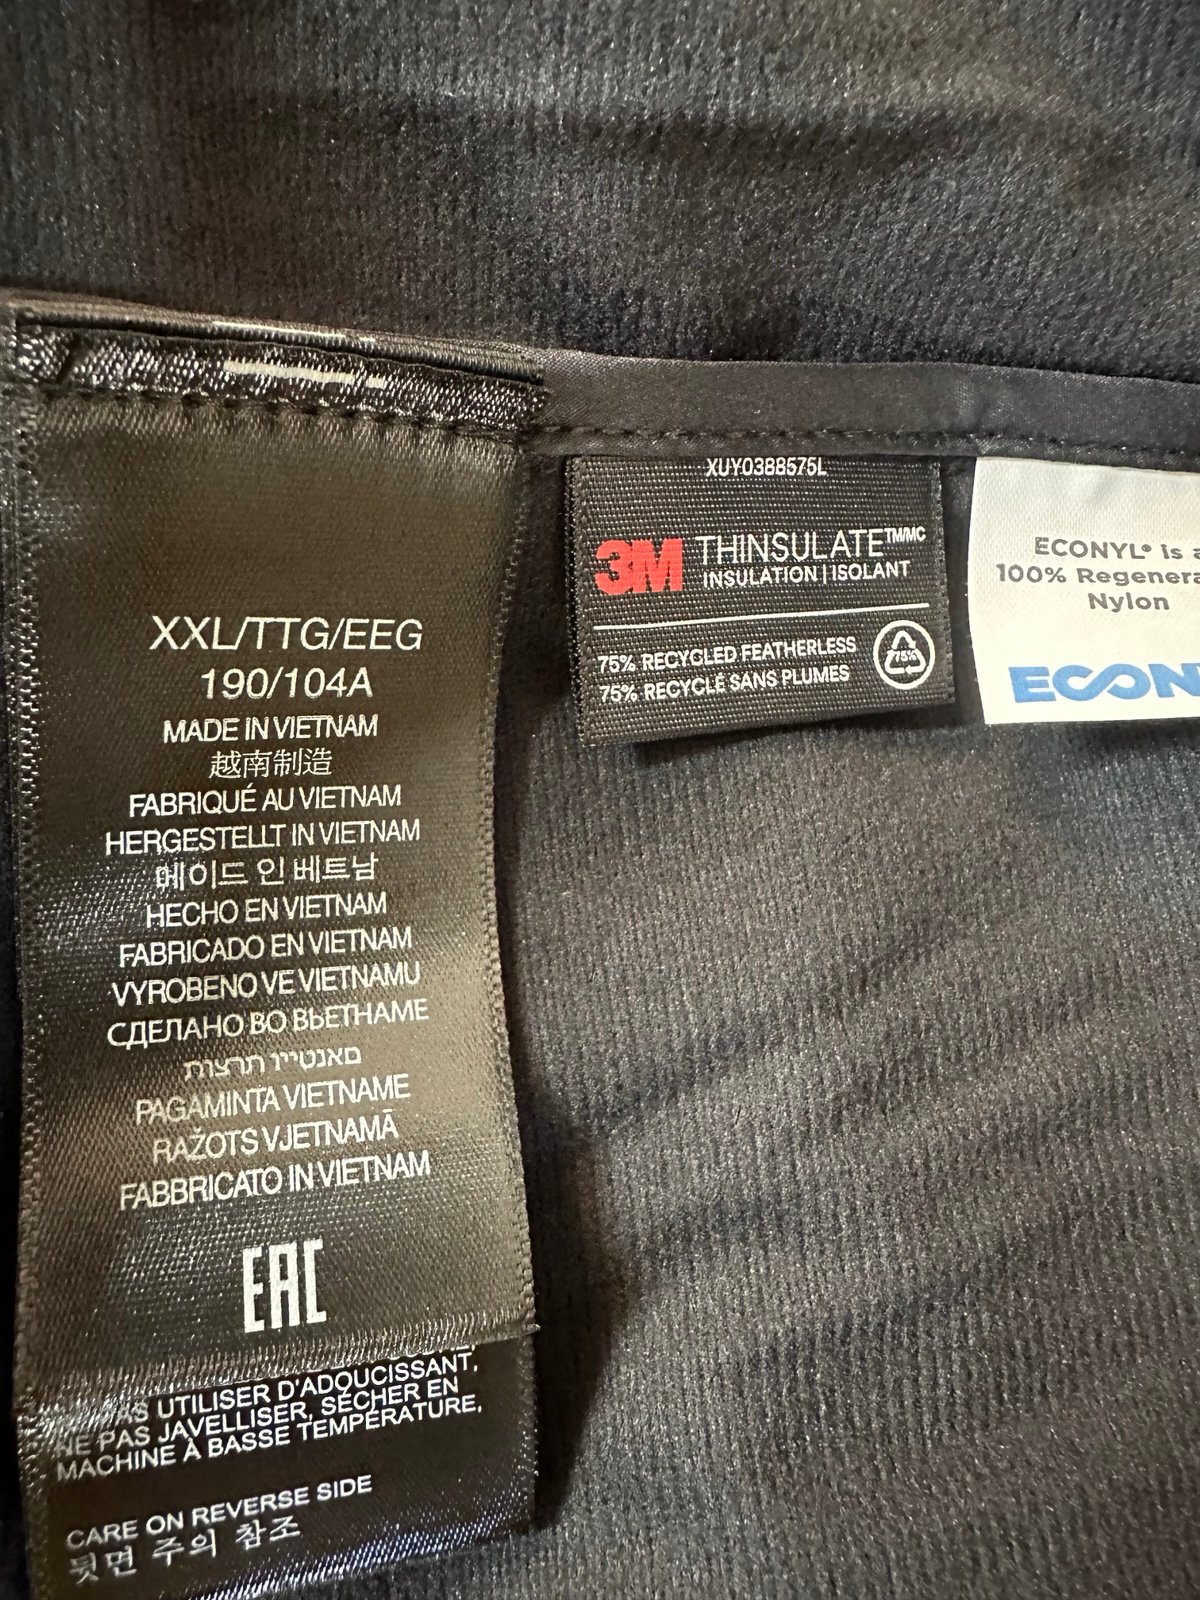 XXL/TTG/EEG
190/104A
MADE IN VIETNAM
越南制造
FABRIQUÉ AU VIETNAM
HERGESTELLT IN VIETNAM
메이드 인 베트남
HECHO EN VIETNAM
FABRICADO EN VIETNAM
VYROBENO VE VIETNAMU
СДЕЛАНО ВО ВЬЕТНАМЕ
תוצרת וייטנאם
PAGAMINTA VIETNAME
RAŽOTS VJETNAMĀ
FABBRICATO IN VIETNAM
EAC
PAS UTILISER D'ADOUCISSANT,
NE PAS JAVELLISER, SÉCHER EN
MACHINE À BASSE TEMPÉRATURE,
CARE ON REVERSE SIDE
뒷면 주의 참조
XUY0388575L
3M THINSULATE™/MC
INSULATION | ISOLANT
75% RECYCLED FEATHERLESS
75% RECYCLÉ SANS PLUMES
75%
ECONYL® is a
100% Regenera
Nylon
ECON